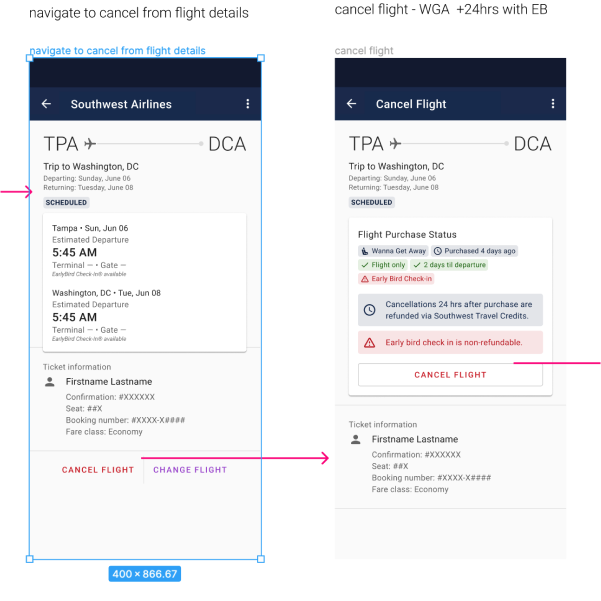 navigate to cancel from flight details
navigate to cancel from flight details
Southwest Airlines
TPA DCA
Trip to Washington, DC
Departing: Sunday, June 06
Returning: Tuesday, June 08
SCHEDULED
Tampa • Sun, Jun 06
Estimated Departure
5:45 AM
Terminal — • Gate —
EarlyBird Check-in® available
Washington, DC • Tue, Jun 08
Estimated Departure
5:45 AM
Terminal — • Gate —
EarlyBird Check-in® available
Ticket information
Firstname Lastname
Confirmation: #XXXXXX
Seat: ##X
Booking number: #XXXX-X####
Fare class: Economy
CANCEL FLIGHT CHANGE FLIGHT
400 × 866.67
cancel flight - WGA +24hrs with EB
cancel flight
Cancel Flight
TPA DCA
Trip to Washington, DC
Departing: Sunday, June 06
Returning: Tuesday, June 08
SCHEDULED
Flight Purchase Status
Wanna Get Away Purchased 4 days ago
Flight only 2 days til departure
Early Bird Check-in
Cancellations 24 hrs after purchase are
refunded via Southwest Travel Credits.
Early bird check in is non-refundable.
CANCEL FLIGHT
Ticket information
Firstname Lastname
Confirmation: #XXXXXX
Seat: ##X
Booking number: #XXXX-X####
Fare class: Economy